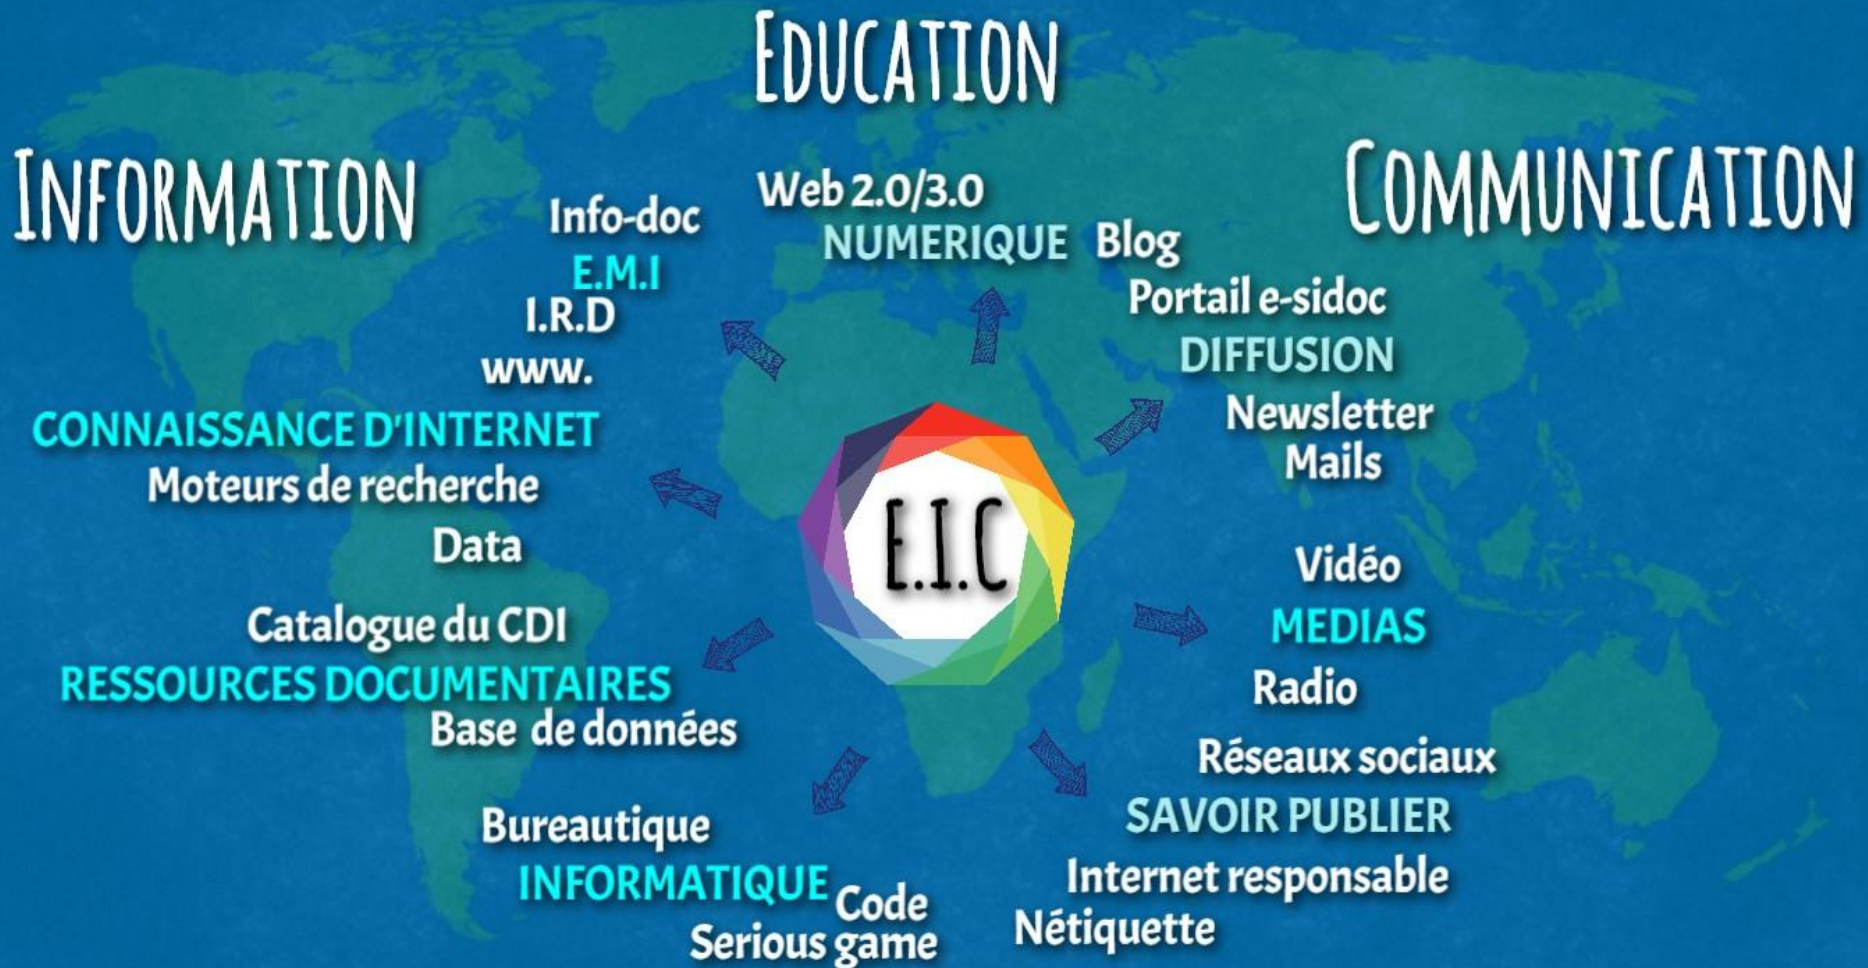 EDUCATION
INFORMATION
COMMUNICATION
Info-doc
E.M.I
I.R.D
Web 2.0/3.0
NUMERIQUE
Blog
Portail e-sidoc
DIFFUSION
Newsletter
Mails
www.
CONNAISSANCE D'INTERNET
Moteurs de recherche
Data
E.I.C
Vidéo
MEDIAS
Radio
Catalogue du CDI
RESSOURCES DOCUMENTAIRES
Base de données
Réseaux sociaux
SAVOIR PUBLIER
Internet responsable
Nétiquette
Bureautique
INFORMATIQUE
Code
Serious game